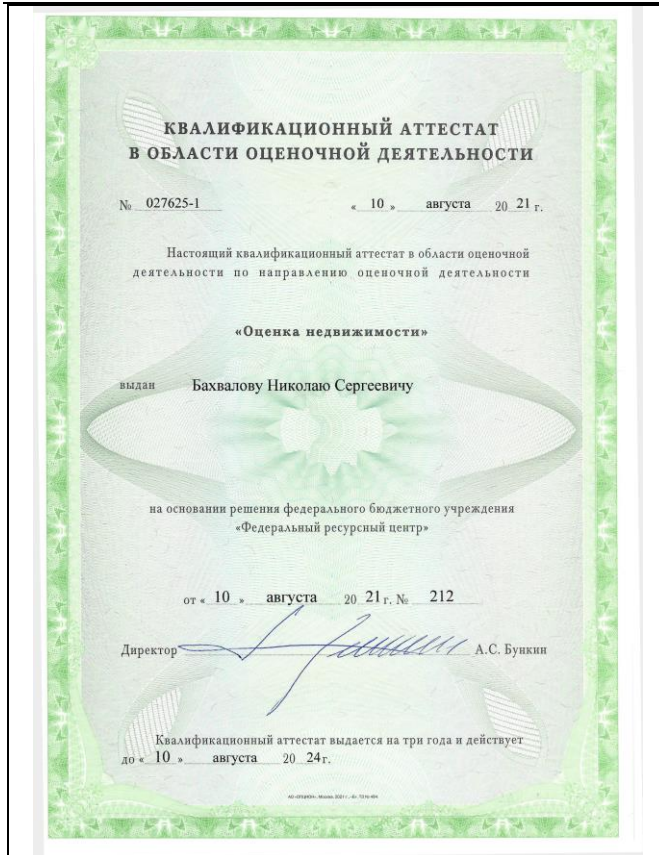 КВАЛИФИКАЦИОННЫЙ АТТЕСТАТ
В ОБЛАСТИ ОЦЕНОЧНОЙ ДЕЯТЕЛЬНОСТИ
№ 027625-1 « 10 » августа 20 21 г.
Настоящий квалификационный аттестат в области оценочной
деятельности по направлению оценочной деятельности
«Оценка недвижимости»
выдан Бахвалову Николаю Сергеевичу
на основании решения федерального бюджетного учреждения
«Федеральный ресурсный центр»
от « 10 » августа 20 21 г. № 212
Директор А.С. Бункин
Квалификационный аттестат выдается на три года и действует
до « 10 » августа 20 24 г.